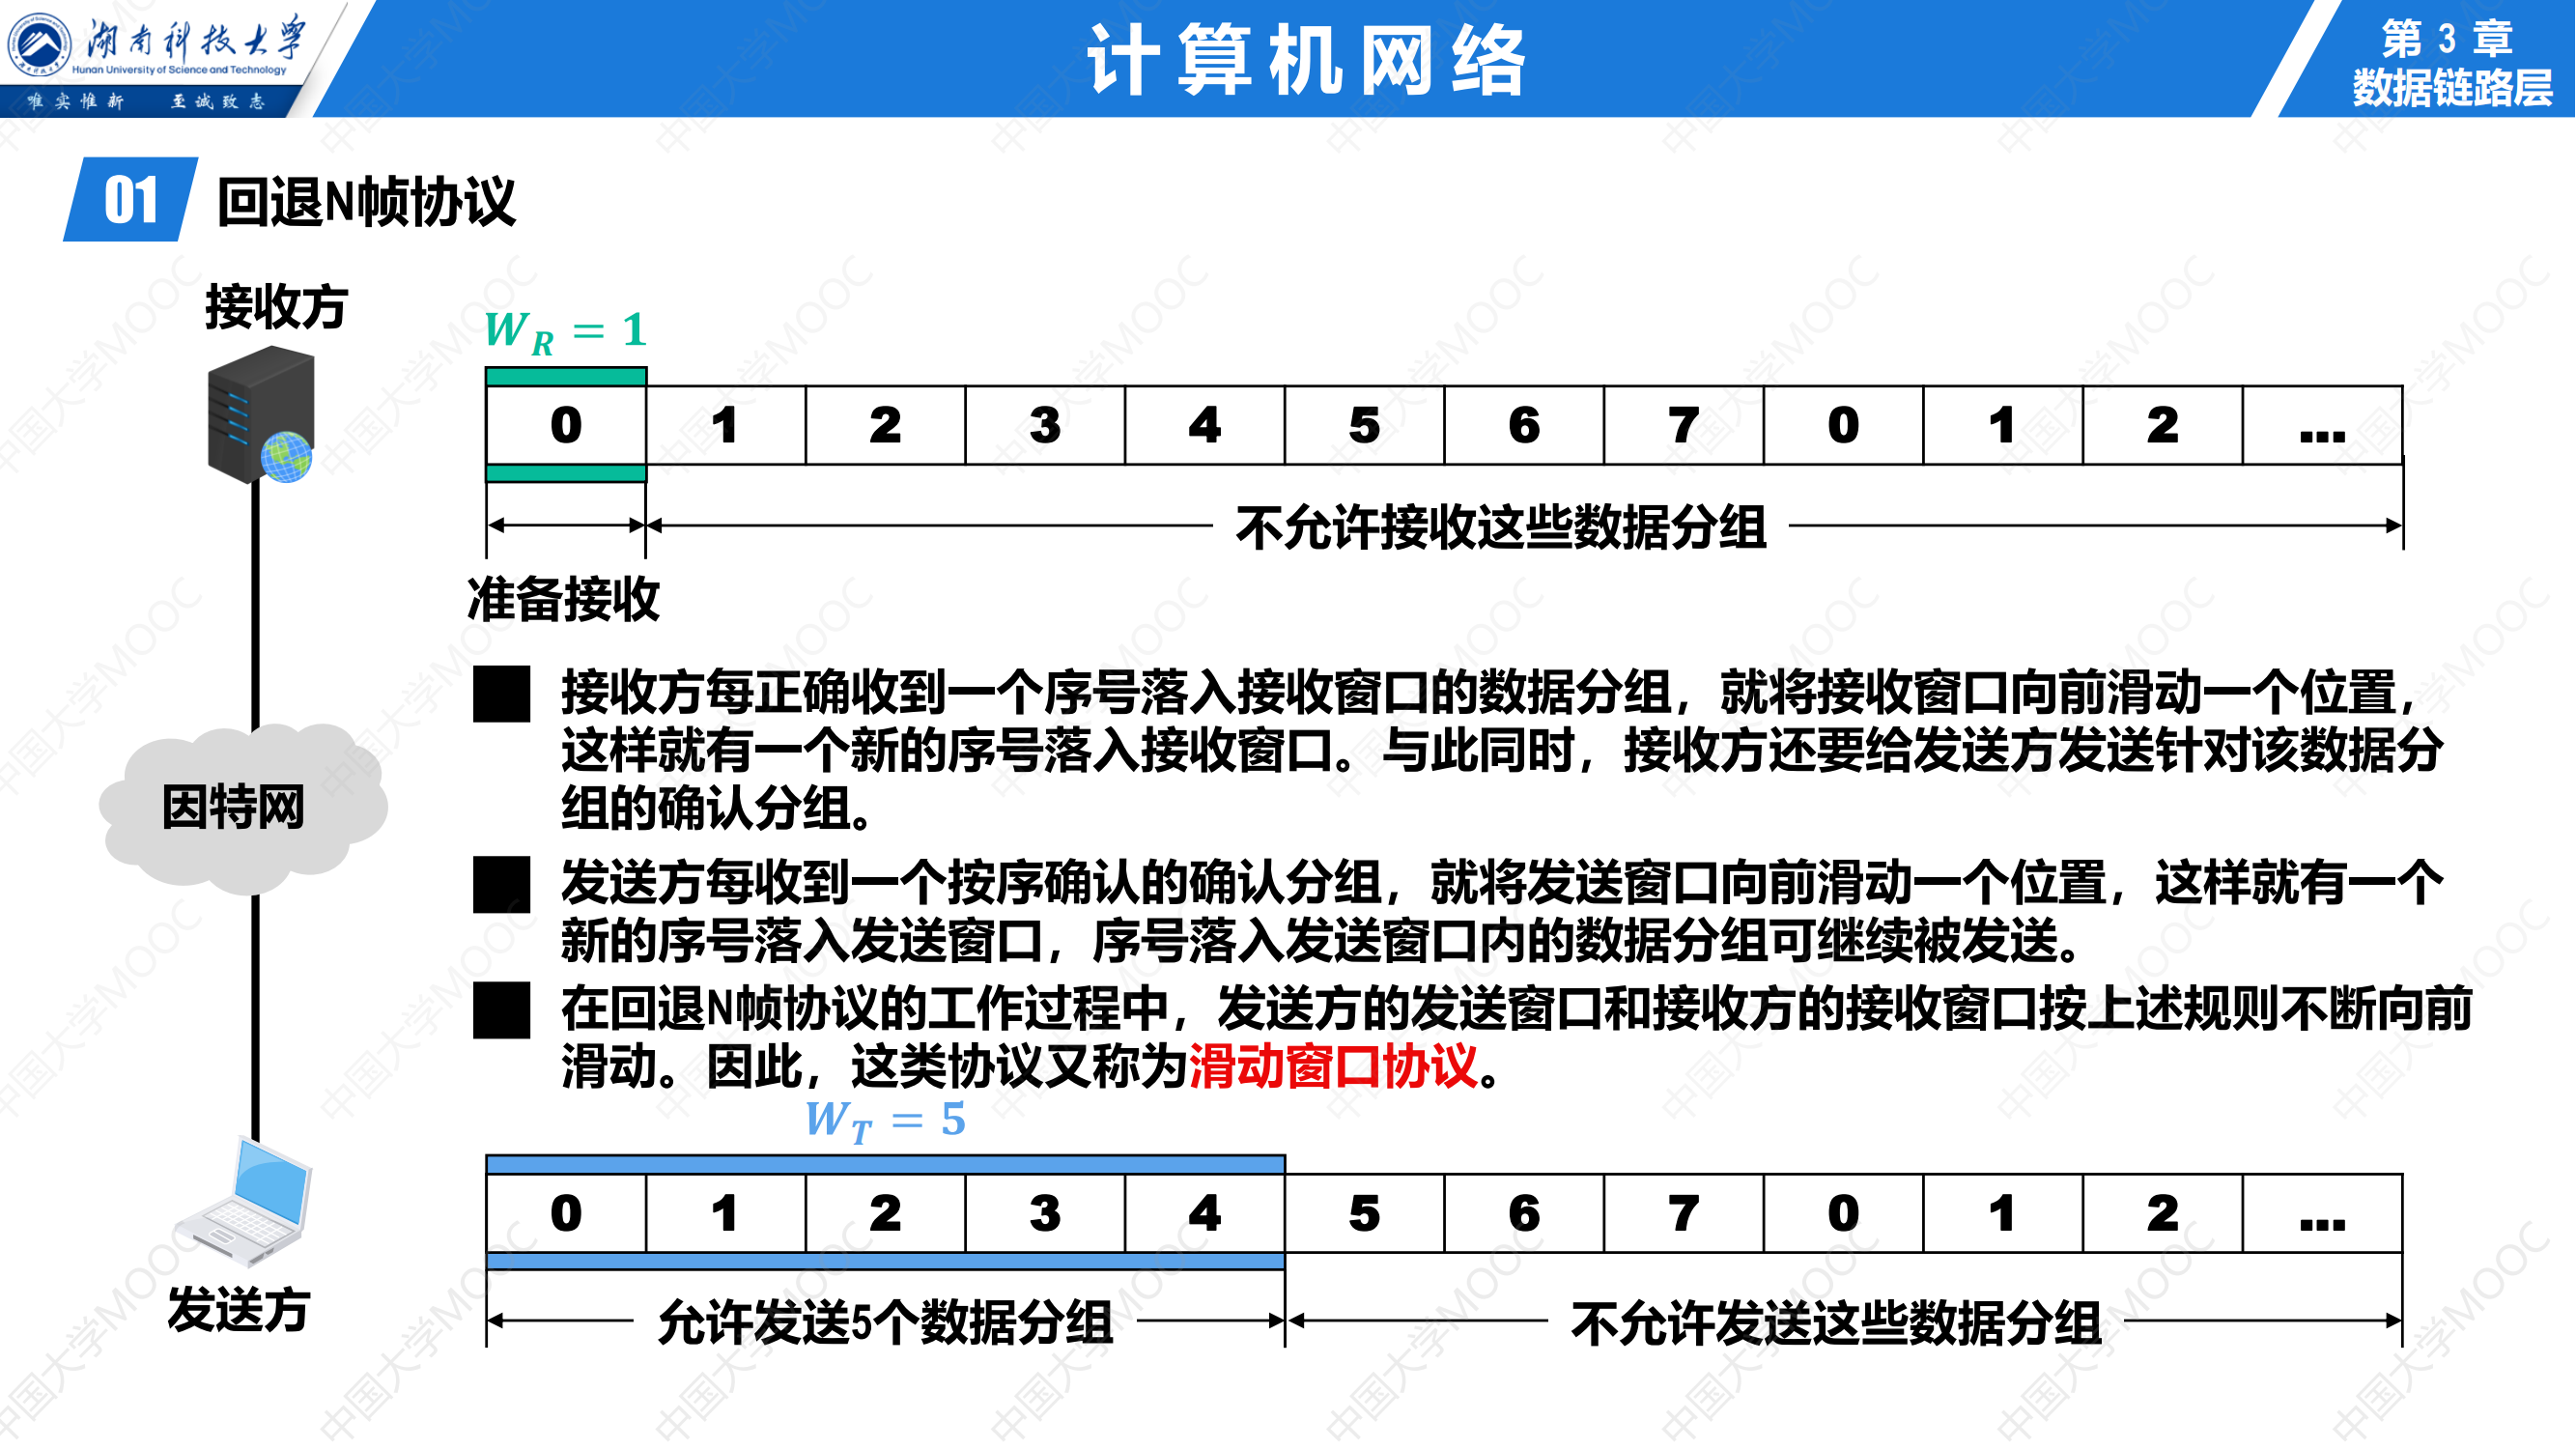 湖南科技大学
Hunan University of Science and Technology
唯实惟新 至诚致志
计算机网络
第 3 章
数据链路层
01 回退N帧协议
接收方
W_R = 1
0 1 2 3 4 5 6 7 0 1 2 ...
不允许接收这些数据分组
准备接收
接收方每正确收到一个序号落入接收窗口的数据分组，就将接收窗口向前滑动一个位置，
这样就有一个新的序号落入接收窗口。与此同时，接收方还要给发送方发送针对该数据分
组的确认分组。
因特网
发送方每收到一个按序确认的确认分组，就将发送窗口向前滑动一个位置，这样就有一个
新的序号落入发送窗口，序号落入发送窗口内的数据分组可继续被发送。
在回退N帧协议的工作过程中，发送方的发送窗口和接收方的接收窗口按上述规则不断向前
滑动。因此，这类协议又称为滑动窗口协议。
W_T = 5
0 1 2 3 4 5 6 7 0 1 2 ...
发送方
允许发送5个数据分组 不允许发送这些数据分组
中国大学MOOC